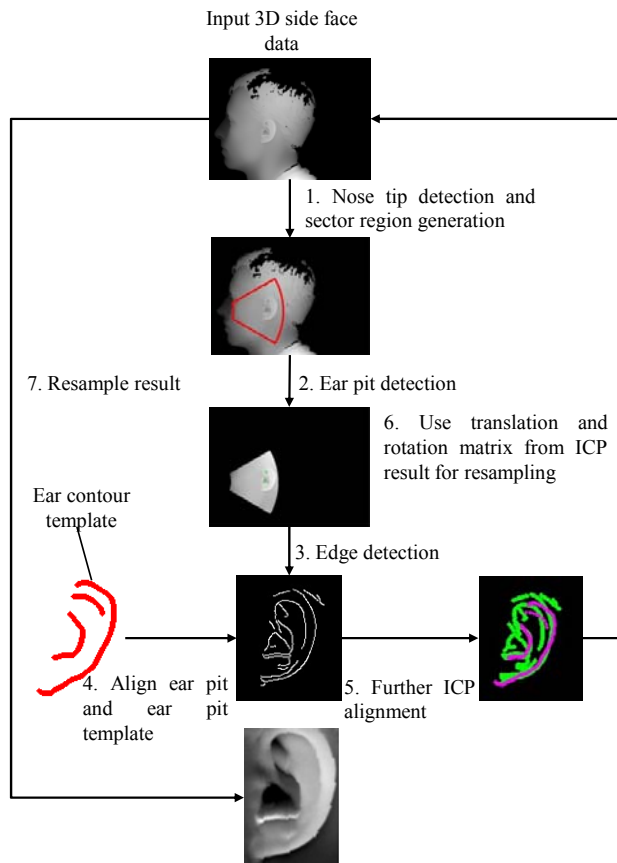 Input 3D side face
data
1. Nose tip detection and
sector region generation
7. Resample result
2. Ear pit detection
6. Use translation and
rotation matrix from ICP
result for resampling
Ear contour
template
3. Edge detection
4. Align ear pit
and ear pit
template
5. Further ICP
alignment